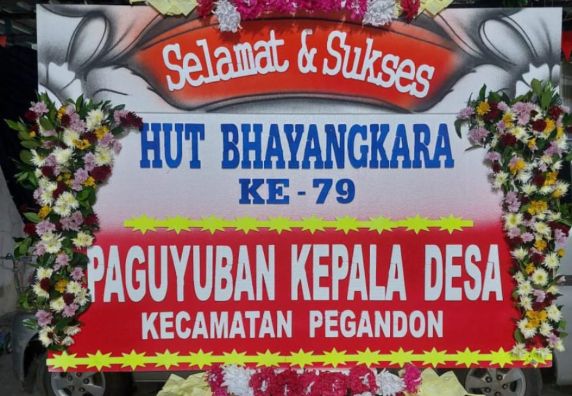 Selamat & Sukses
HUT BHAYANGKARA
KE - 79
PAGUYUBAN KEPALA DESA
KECAMATAN PEGANDON